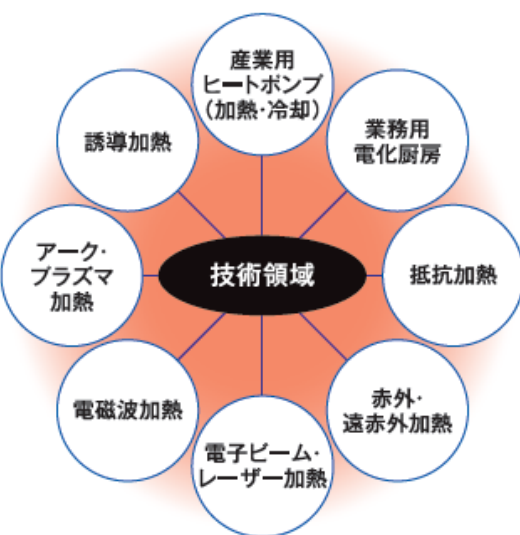 産業用
ヒートポンプ
（加熱・冷却）
業務用
電化厨房
抵抗加熱
赤外・
遠赤外加熱
電子ビーム・
レーザー加熱
電磁波加熱
アーク・
プラズマ
加熱
誘導加熱
技術領域